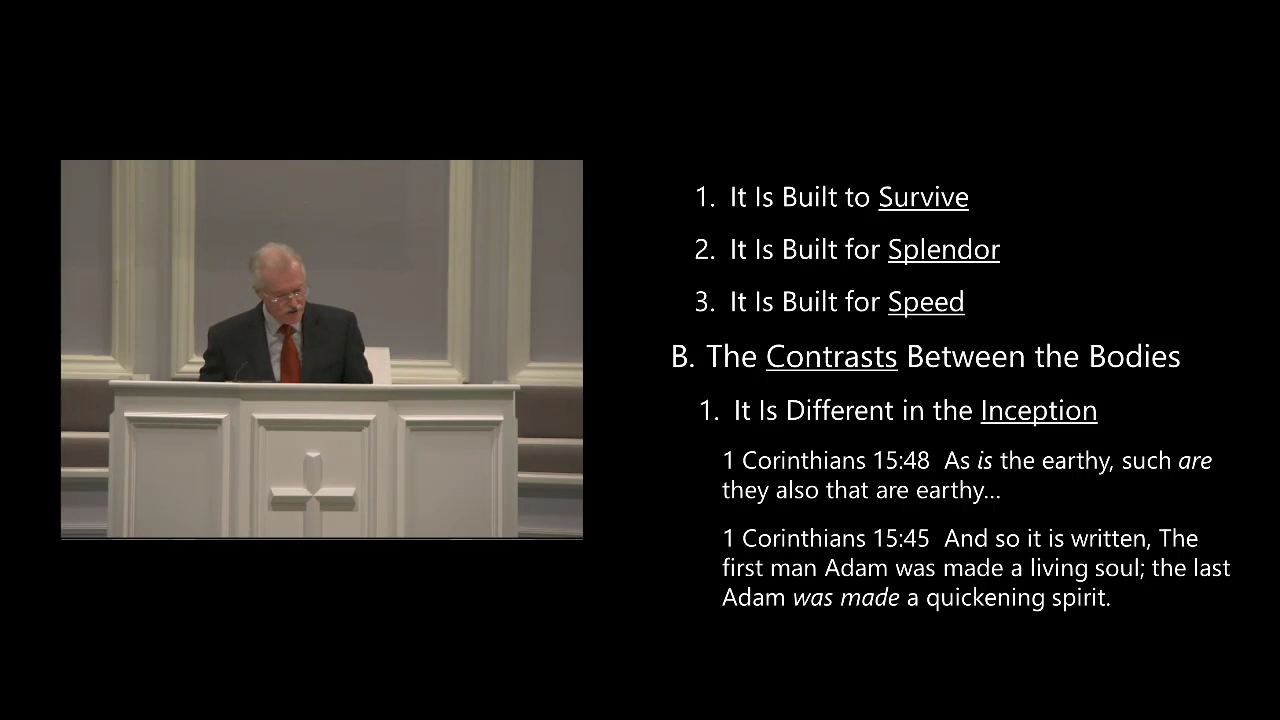 1. It Is Built to Survive
2. It Is Built for Splendor
3. It Is Built for Speed
B. The Contrasts Between the Bodies
1. It Is Different in the Inception
1 Corinthians 15:48 As is the earthy, such are
they also that are earthy...
1 Corinthians 15:45 And so it is written, The
first man Adam was made a living soul; the last
Adam was made a quickening spirit.